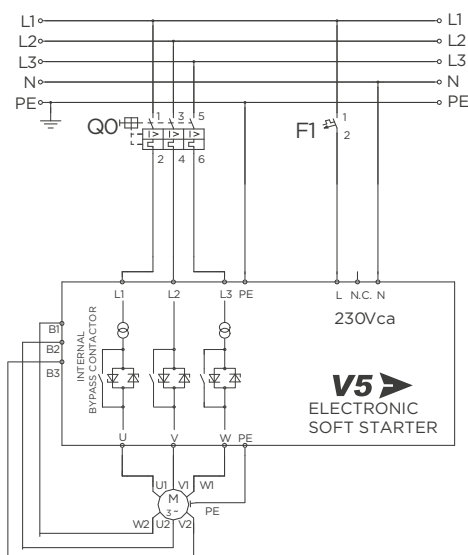 L1 L1
L2 L2
L3 L3
N N
PE PE
Q0 1 3 5
I> I> I>
2 4 6
F1 1
2
L1 L2 L3 PE L N.C. N
230Vca
B1
B2
B3
INTERNAL
BYPASS CONTACTOR
V5
ELECTRONIC
SOFT STARTER
U V W PE
U1 V1 W1
M
3~
PE
W2 U2 V2